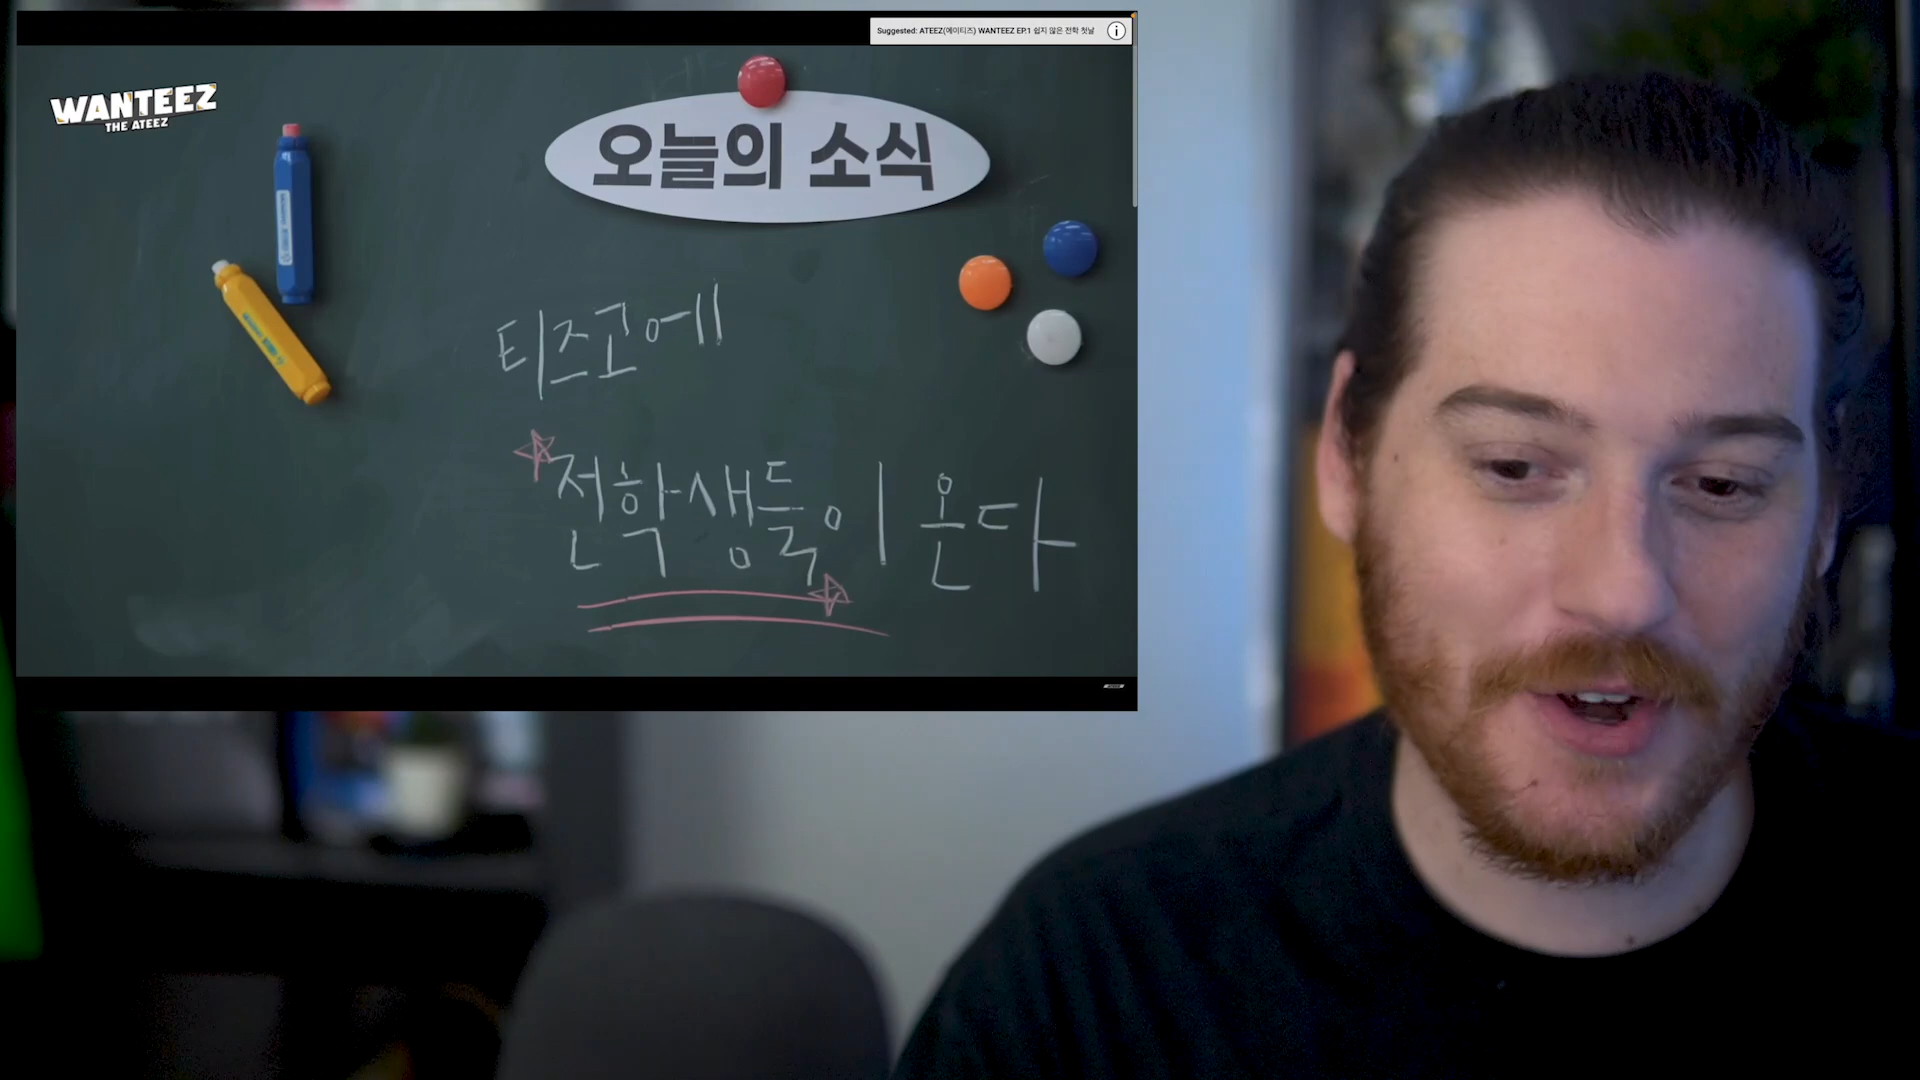 Suggested: ATEEZ(에이티즈) WANTEEZ EP.1 쉽지 않은 전학 첫날
WANTEEZ
THE ATEEZ
오늘의 소식
티즈고에
전학생들이 온다